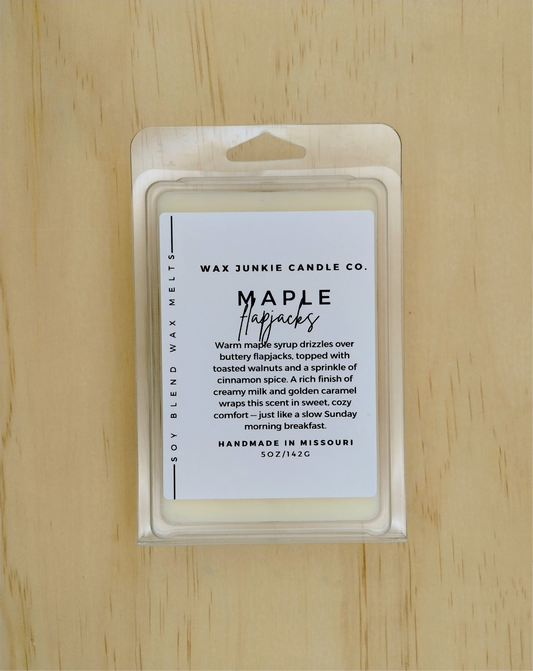 SOY BLEND WAX MELTS
WAX JUNKIE CANDLE CO.
MAPLE
flapjacks
Warm maple syrup drizzles over
buttery flapjacks, topped with
toasted walnuts and a sprinkle of
cinnamon spice. A rich finish of
creamy milk and golden caramel
wraps this scent in sweet, cozy
comfort — just like a slow Sunday
morning breakfast.
HANDMADE IN MISSOURI
5OZ/142G